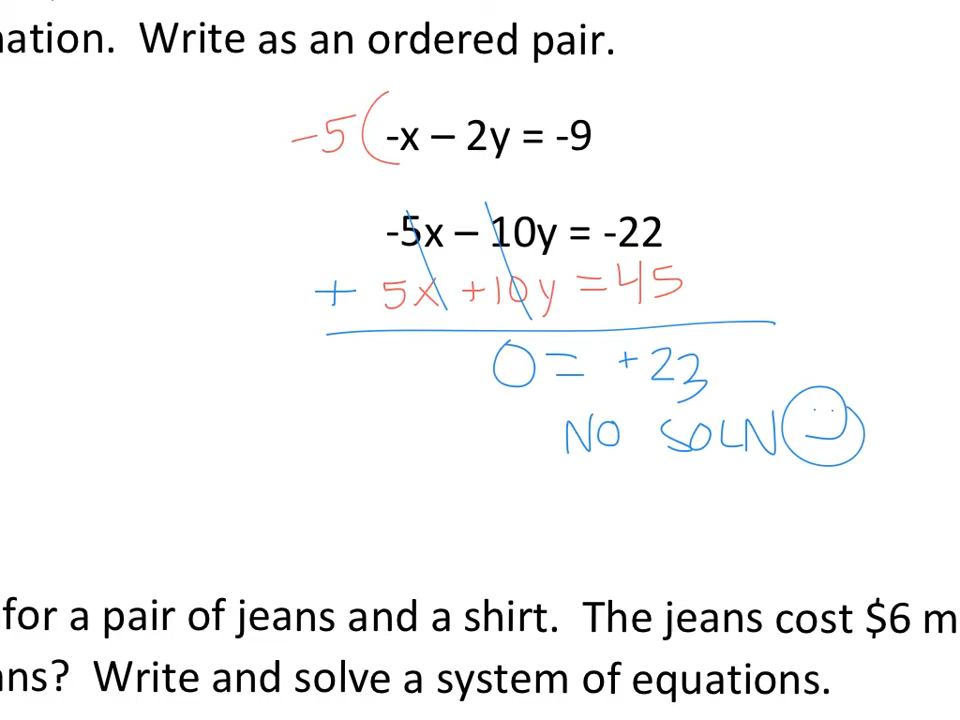 ation. Write as an ordered pair.
-5(-x – 2y = -9
-5x – 10y = -22
+ 5x +10y = 45
0 = +23
NO SOLN
for a pair of jeans and a shirt. The jeans cost $6 m
ns? Write and solve a system of equations.